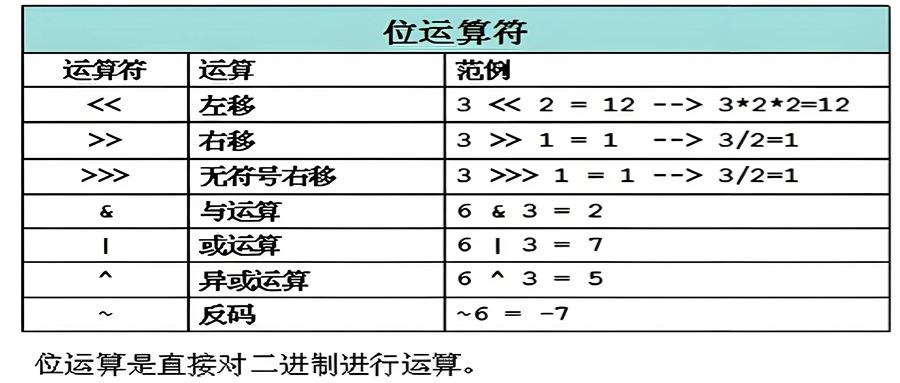 位运算符
运算符 运算 范例
<< 左移 3 << 2 = 12 --> 3*2*2=12
>> 右移 3 >> 1 = 1 --> 3/2=1
>>> 无符号右移 3 >>> 1 = 1 --> 3/2=1
& 与运算 6 & 3 = 2
| 或运算 6 | 3 = 7
^ 异或运算 6 ^ 3 = 5
~ 反码 ~6 = -7
位运算是直接对二进制进行运算。